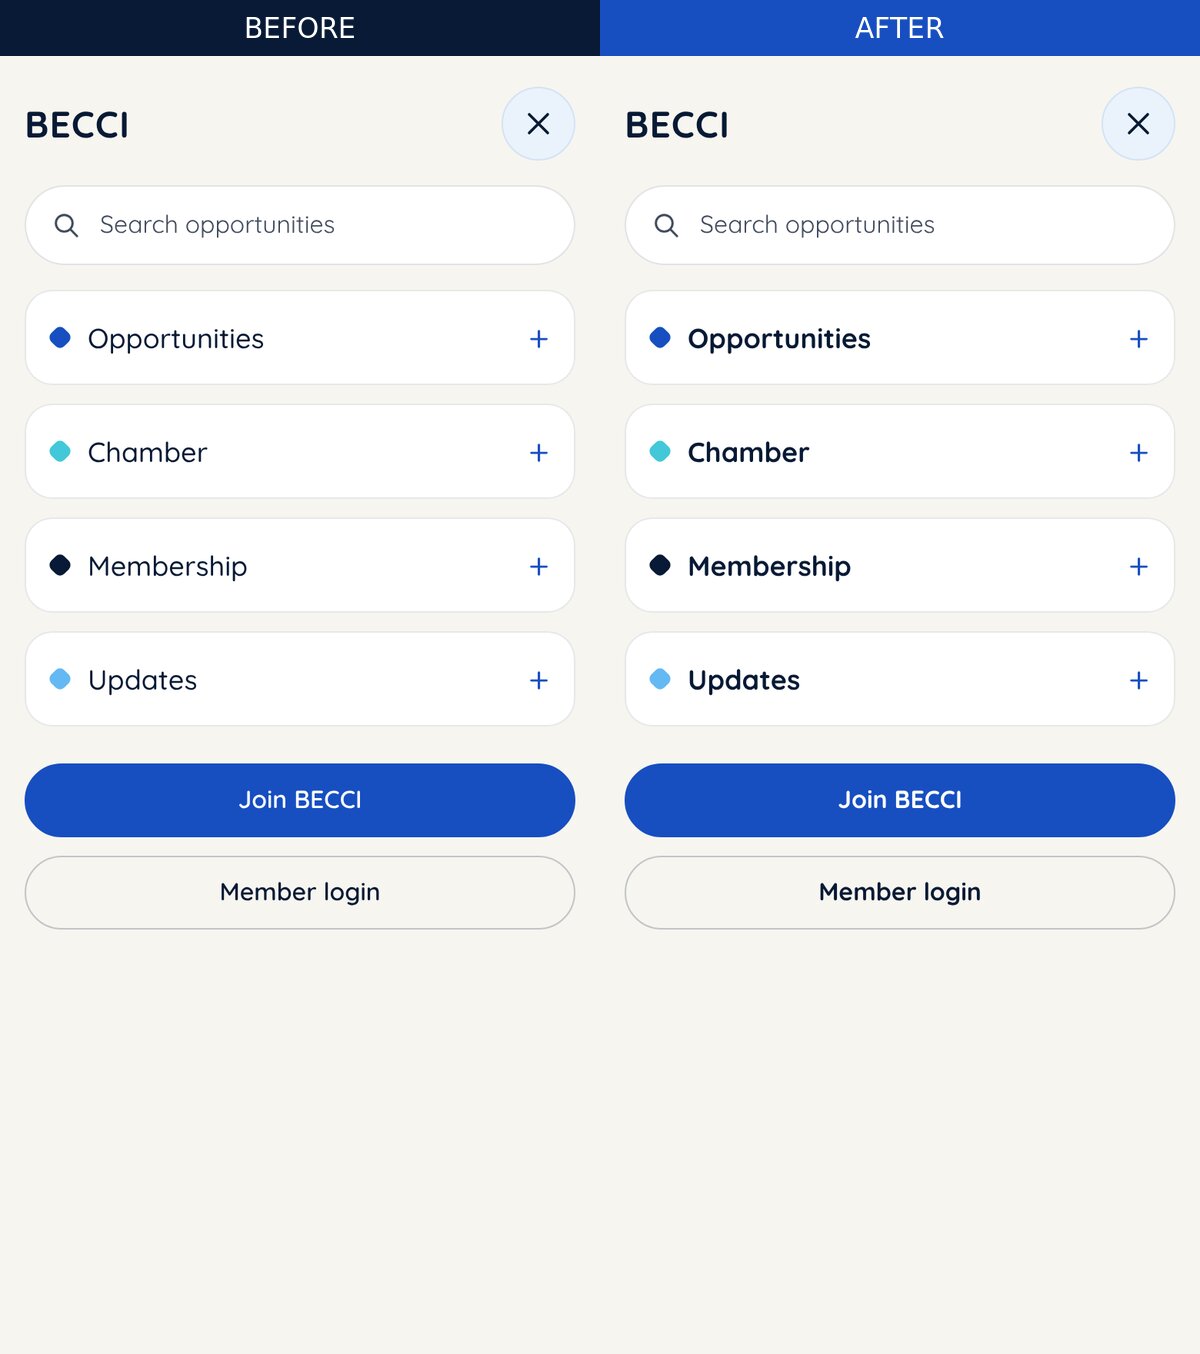 BEFORE
AFTER
BECCI
Search opportunities
Opportunities
Chamber
Membership
Updates
Join BECCI
Member login
BECCI
Search opportunities
Opportunities
Chamber
Membership
Updates
Join BECCI
Member login